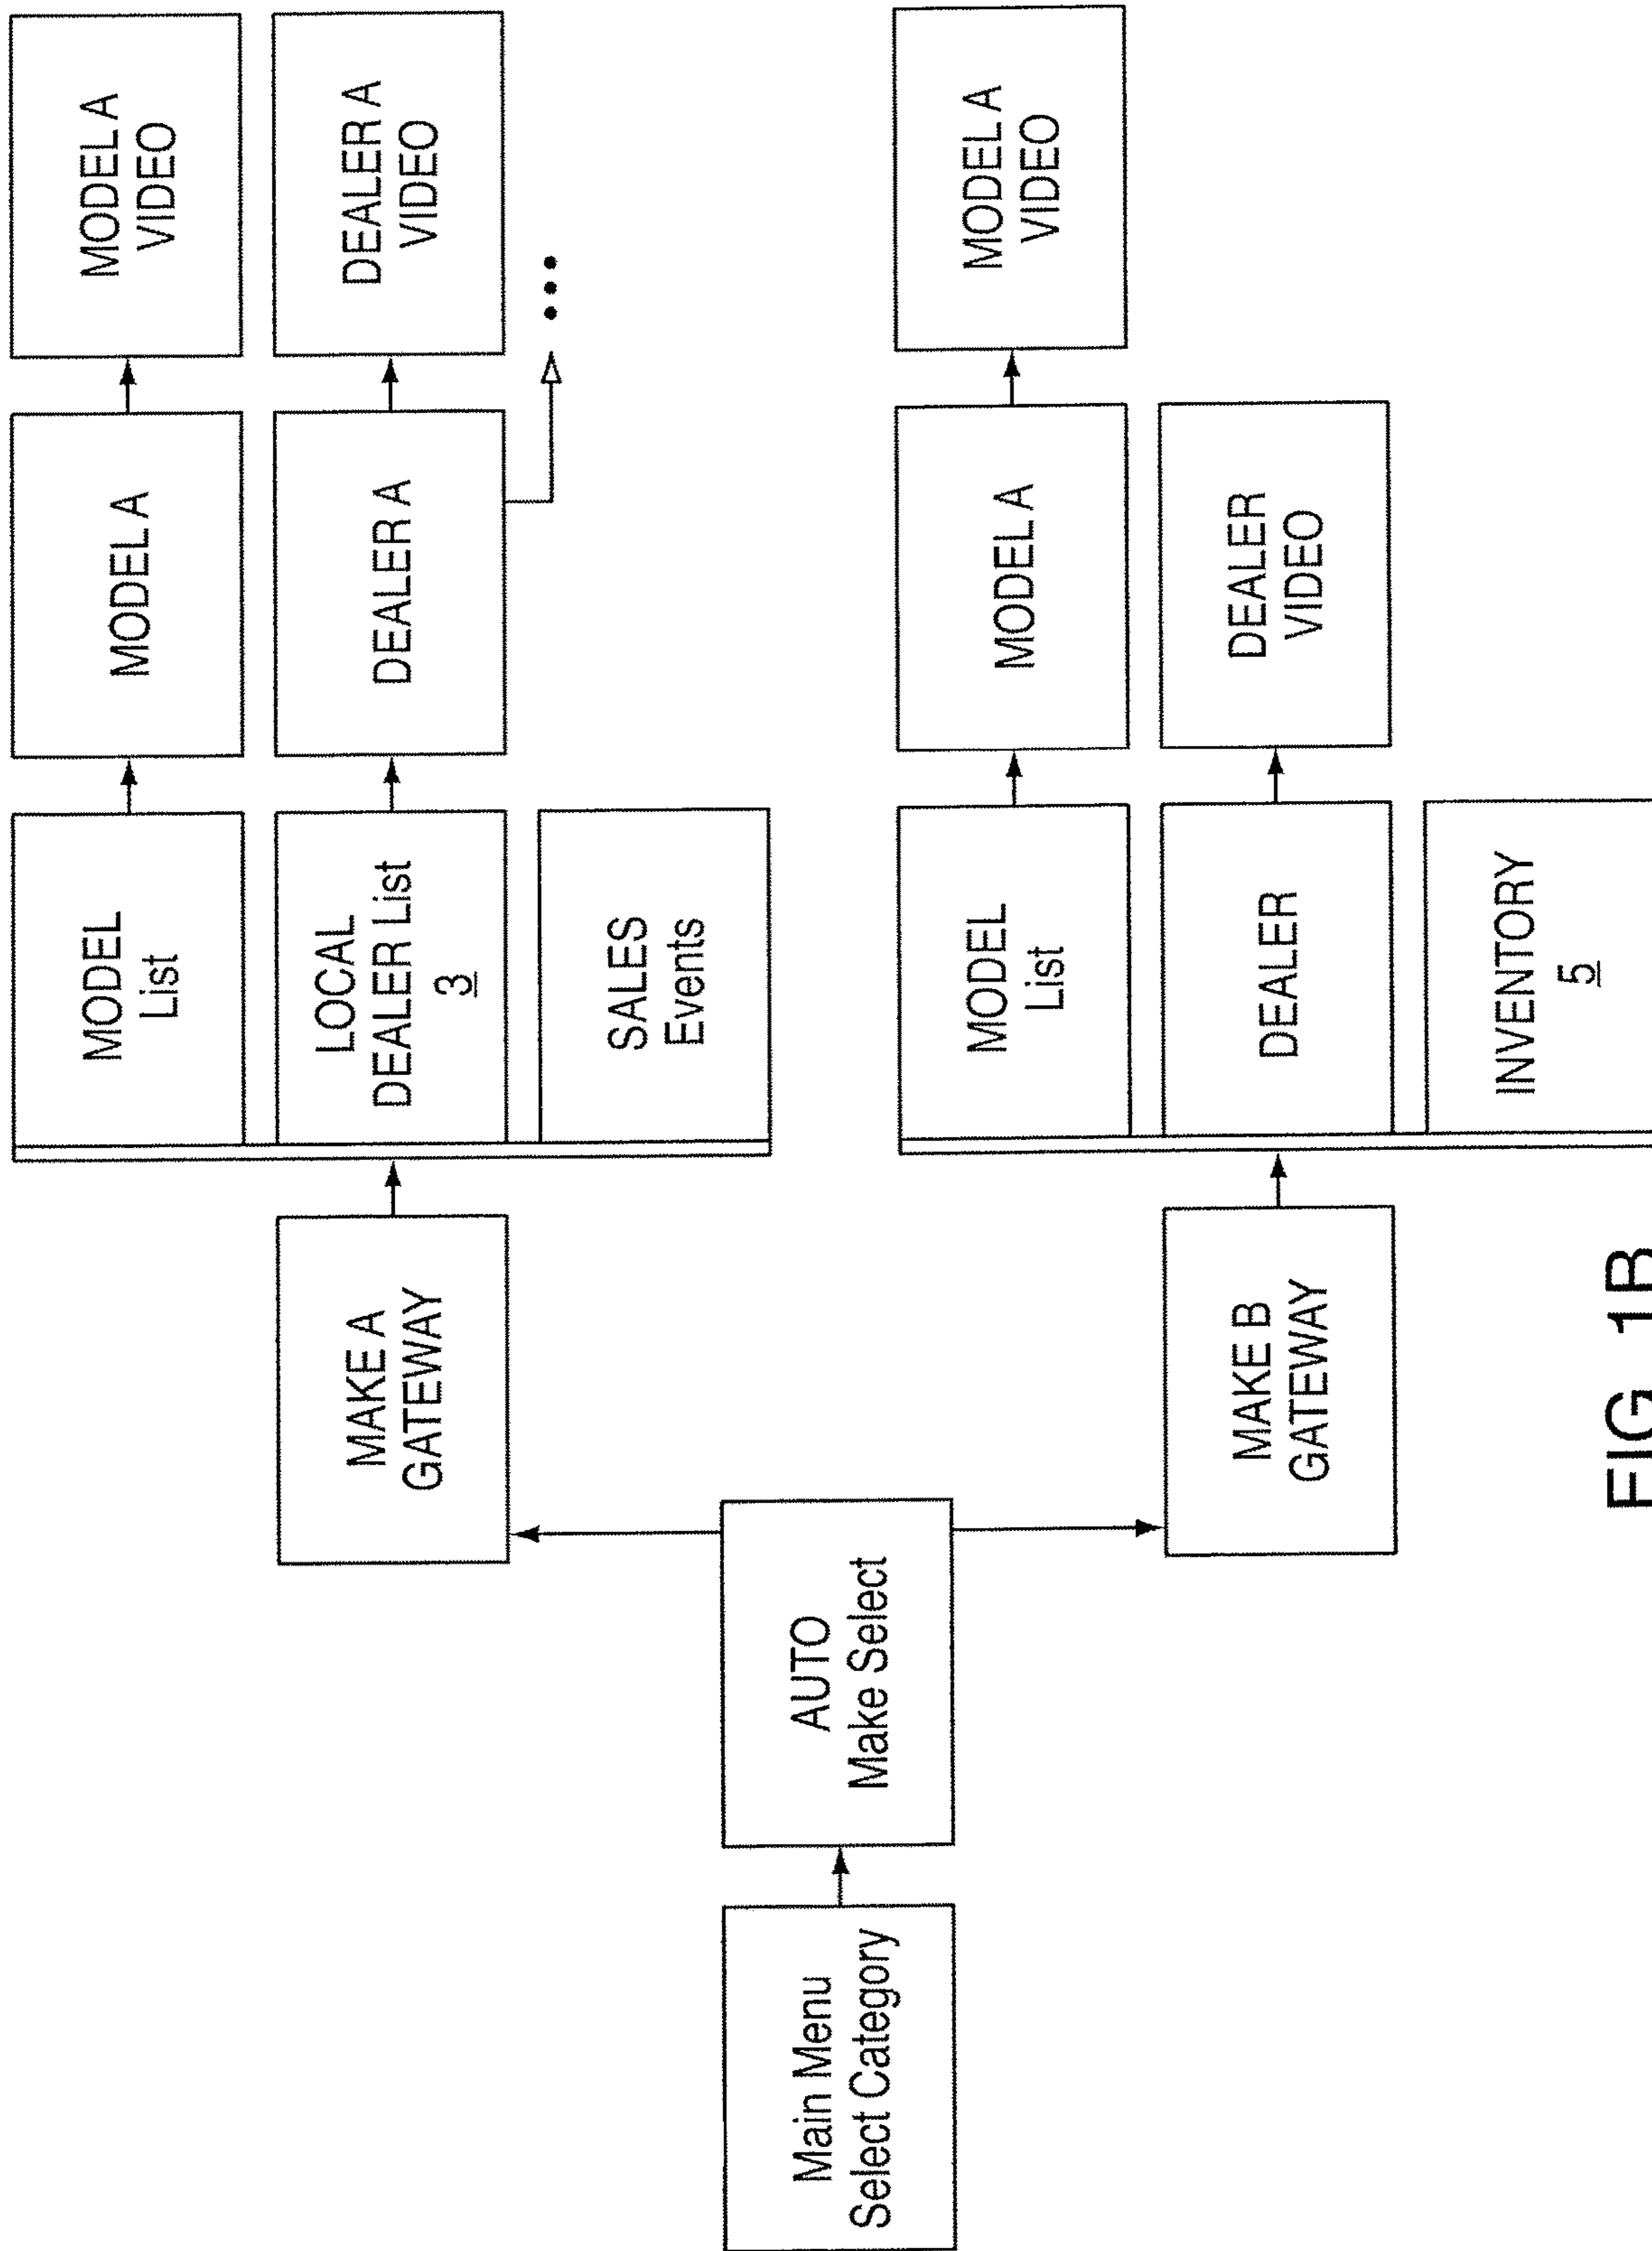 Main Menu
Select Category
AUTO
Make Select
MAKE A
GATEWAY
MODEL
List
MODEL A
MODEL A
VIDEO
LOCAL
DEALER List
3
DEALER A
DEALER A
VIDEO
SALES
Events
MAKE B
GATEWAY
MODEL
List
MODEL A
MODEL A
VIDEO
DEALER
DEALER
VIDEO
INVENTORY
5
FIG. 1B